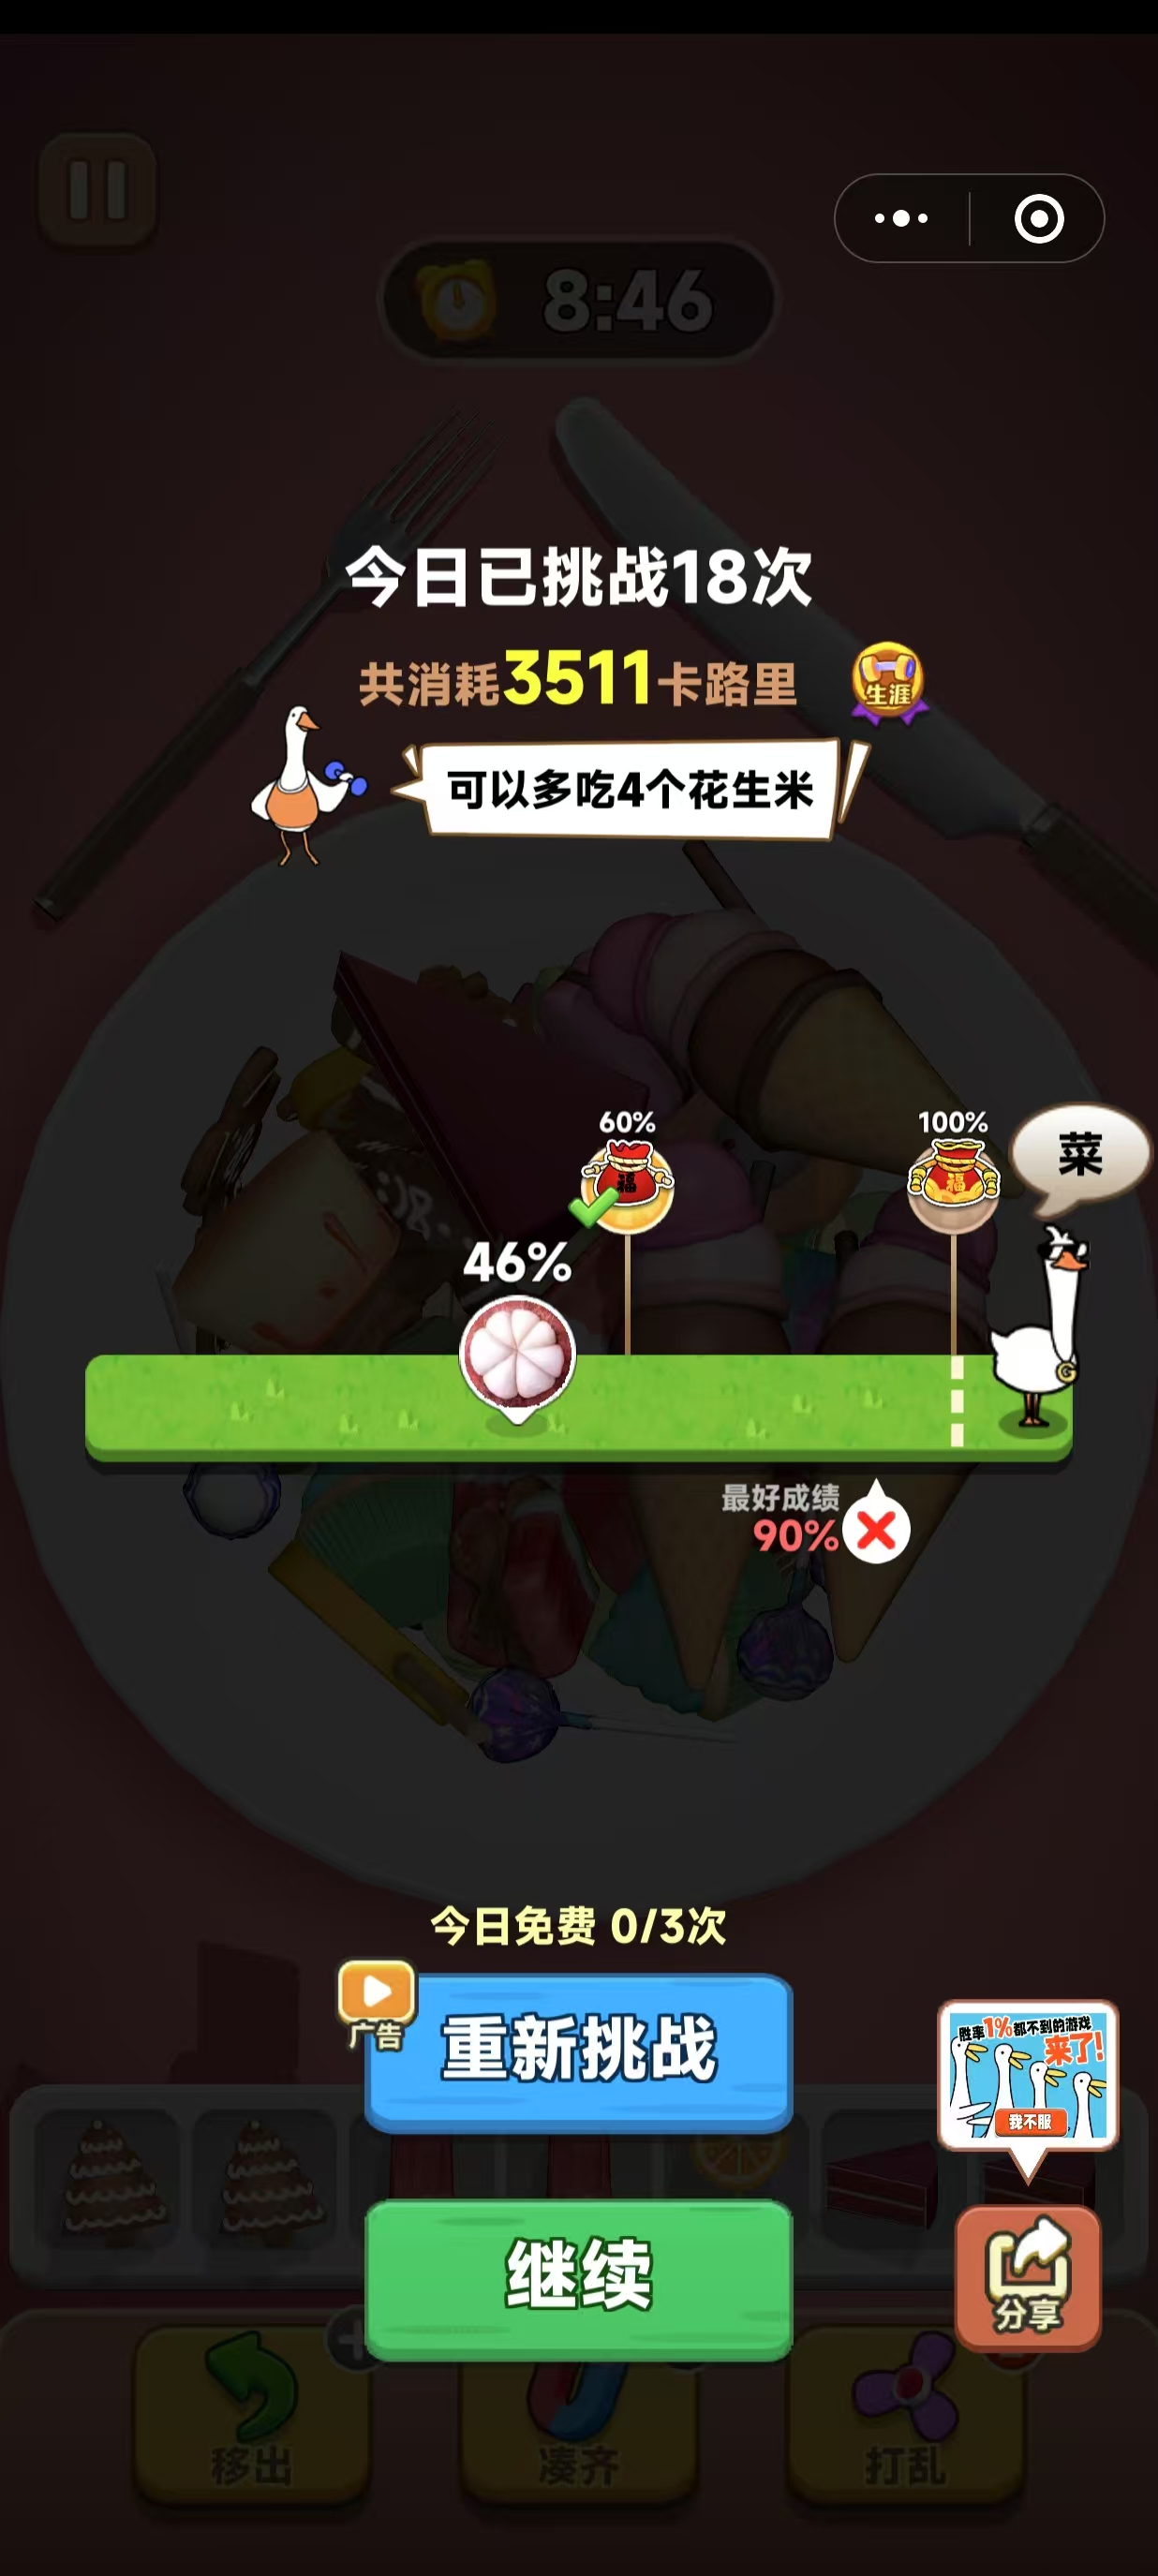 8:46
今日已挑战18次
共消耗3511卡路里
生涯
可以多吃4个花生米
60%
100%
菜
福
福
46%
G
最好成绩
90%
今日免费 0/3次
广告
重新挑战
胜率1%都不到的游戏
来了!
我不服
继续
分享
移出
凑齐
打乱